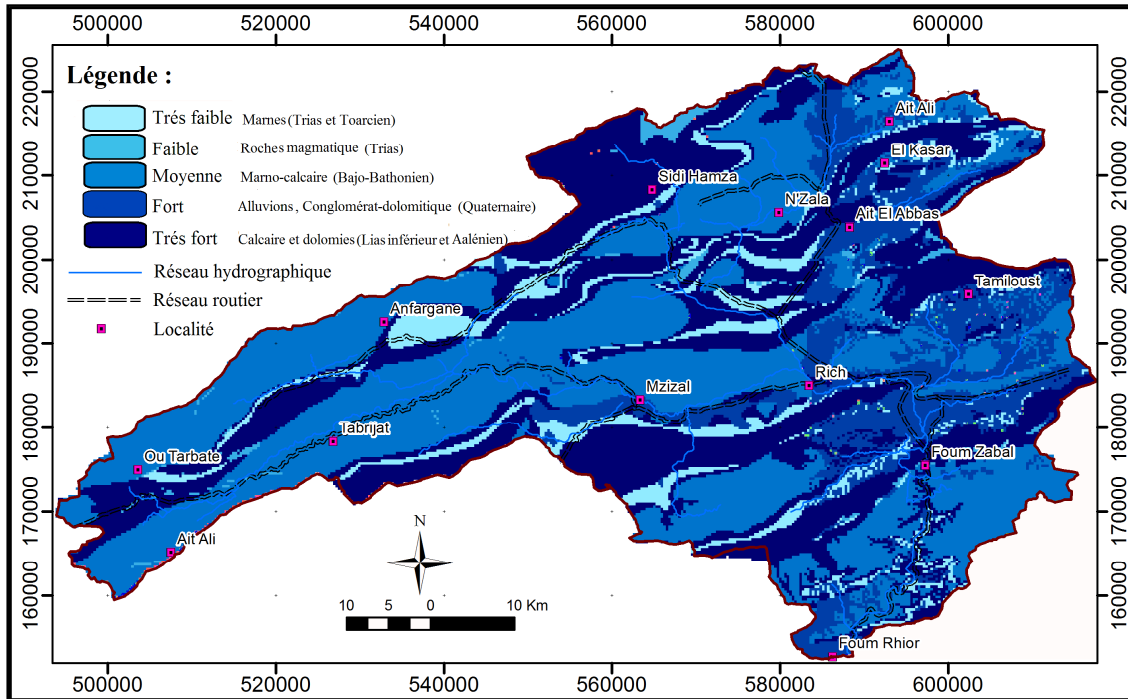 500000 520000 540000 560000 580000 600000
220000
210000
200000
190000
180000
170000
160000
Légende :
Trés faible Marnes (Trias et Toarcien)
Faible Roches magmatique (Trias)
Moyenne Marno-calcaire (Bajo-Bathonien)
Fort Alluvions, Conglomérat-dolomitique (Quaternaire)
Trés fort Calcaire et dolomies (Lias inférieur et Aalénien)
Réseau hydrographique
Réseau routier
Localité
Ait Ali
El Kasar
Sidi Hamza
N'Zala
Ait El Abbas
Tamiloust
Anfargane
Rich
Mzizal
Tabrijat
Foum Zabal
Ou Tarbate
Ait Ali
Foum Rhior
N
10 5 0 10 Km
220000
210000
200000
190000
180000
170000
160000
500000 520000 540000 560000 580000 600000